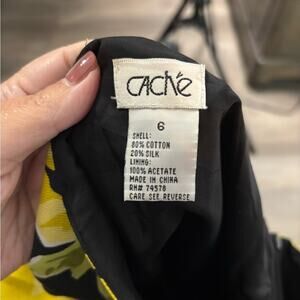 Caché
6
SHELL:
80% COTTON
20% SILK
LINING:
100% ACETATE
MADE IN CHINA
RN# 74578
CARE SEE REVERSE